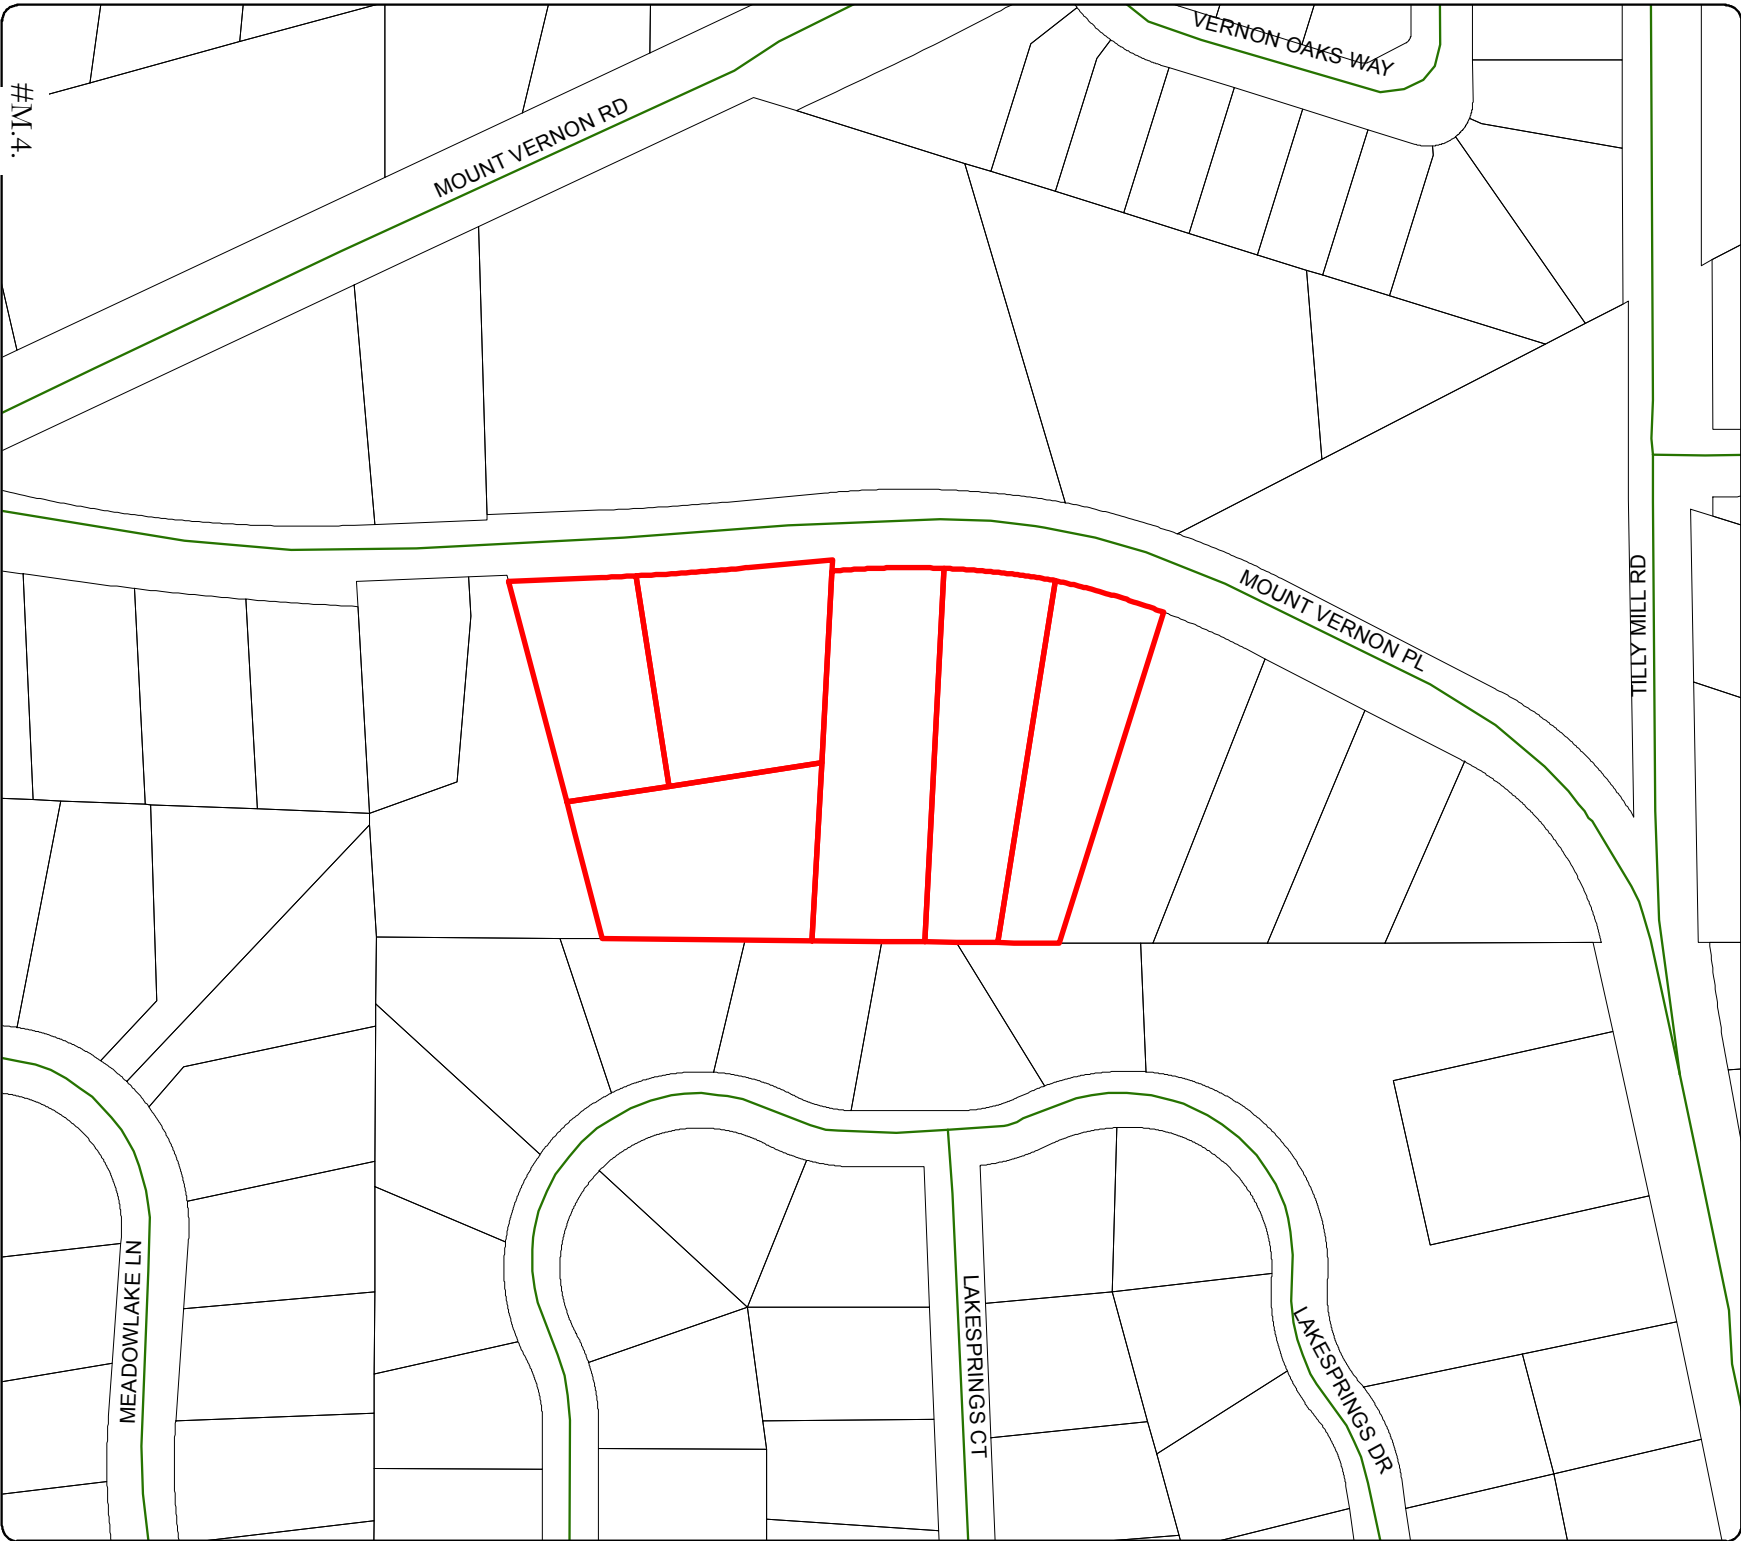 VERNON OAKS WAY
#M.4.
MOUNT VERNON RD
MOUNT VERNON PL
TILLY MILL RD
MEADOWLAKE LN
LAKESPRINGS CT
LAKESPRINGS DR